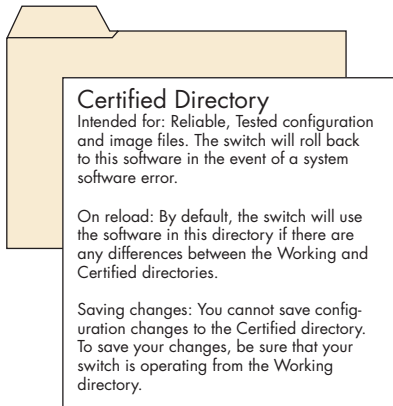 Certified Directory
Intended for: Reliable, Tested configuration
and image files. The switch will roll back
to this software in the event of a system
software error.
On reload: By default, the switch will use
the software in this directory if there are
any differences between the Working and
Certified directories.
Saving changes: You cannot save config-
uration changes to the Certified directory.
To save your changes, be sure that your
switch is operating from the Working
directory.